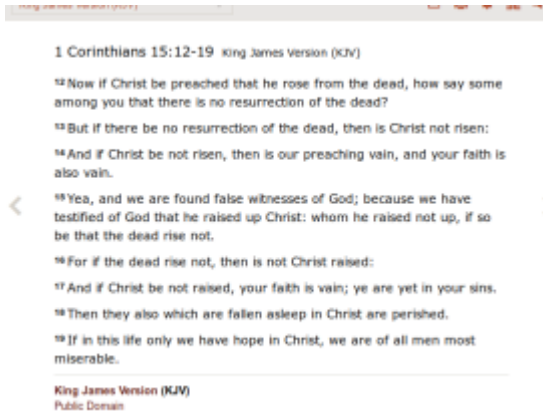 1 Corinthians 15:12-19 King James Version (KJV)
12 Now if Christ be preached that he rose from the dead, how say some
among you that there is no resurrection of the dead?
13 But if there be no resurrection of the dead, then is Christ not risen:
14 And if Christ be not risen, then is our preaching vain, and your faith is
also vain.
15 Yea, and we are found false witnesses of God; because we have
testified of God that he raised up Christ: whom he raised not up, if so
be that the dead rise not.
16 For if the dead rise not, then is not Christ raised:
17 And if Christ be not raised, your faith is vain; ye are yet in your sins.
18 Then they also which are fallen asleep in Christ are perished.
19 If in this life only we have hope in Christ, we are of all men most
miserable.
King James Version (KJV)
Public Domain